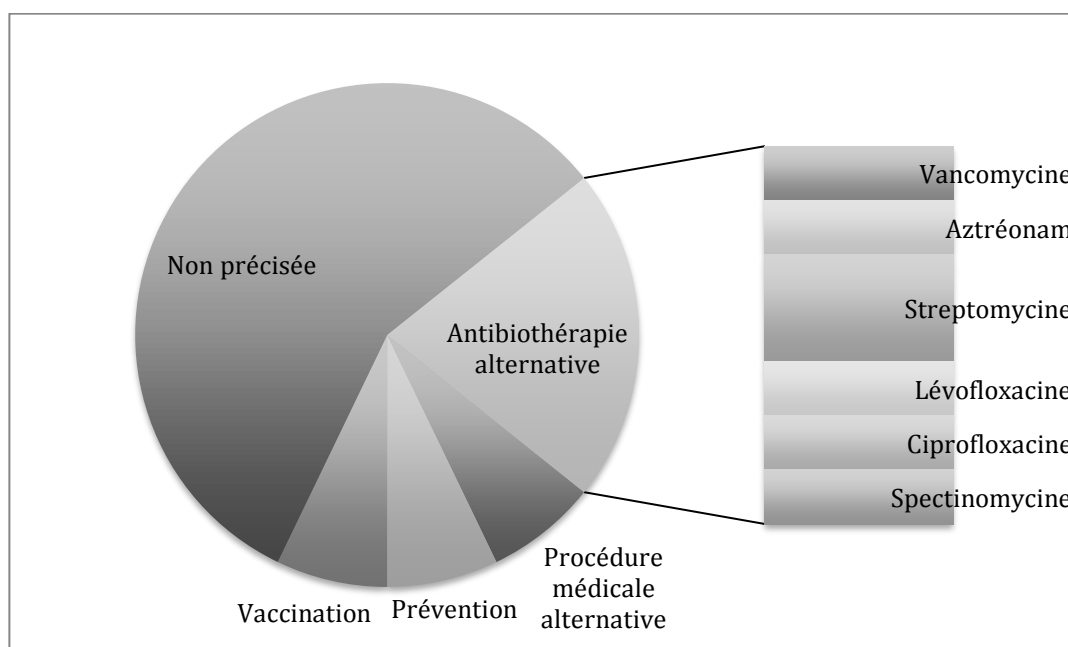 Non précisée
Antibiothérapie
alternative
Procédure
médicale
alternative
Prévention
Vaccination
Vancomycine
Aztréonam
Streptomycine
Lévofloxacine
Ciprofloxacine
Spectinomycine